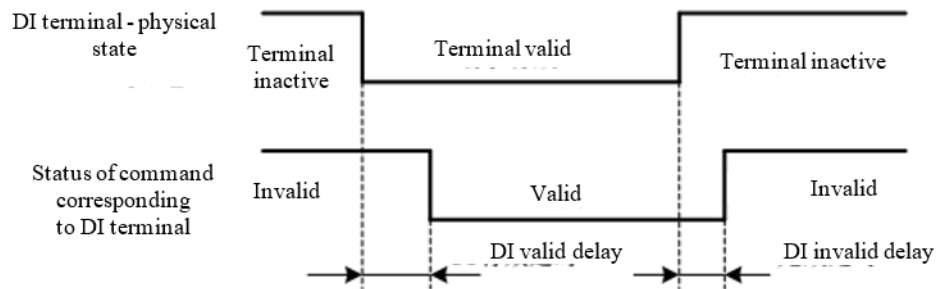 DI terminal - physical
state
Terminal
inactive
Terminal valid
Terminal inactive
Status of command
corresponding
to DI terminal
Invalid
Valid
Invalid
DI valid delay
DI invalid delay